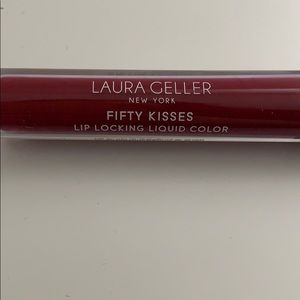 LAURA GELLER
NEW YORK
FIFTY KISSES
LIP LOCKING LIQUID COLOR